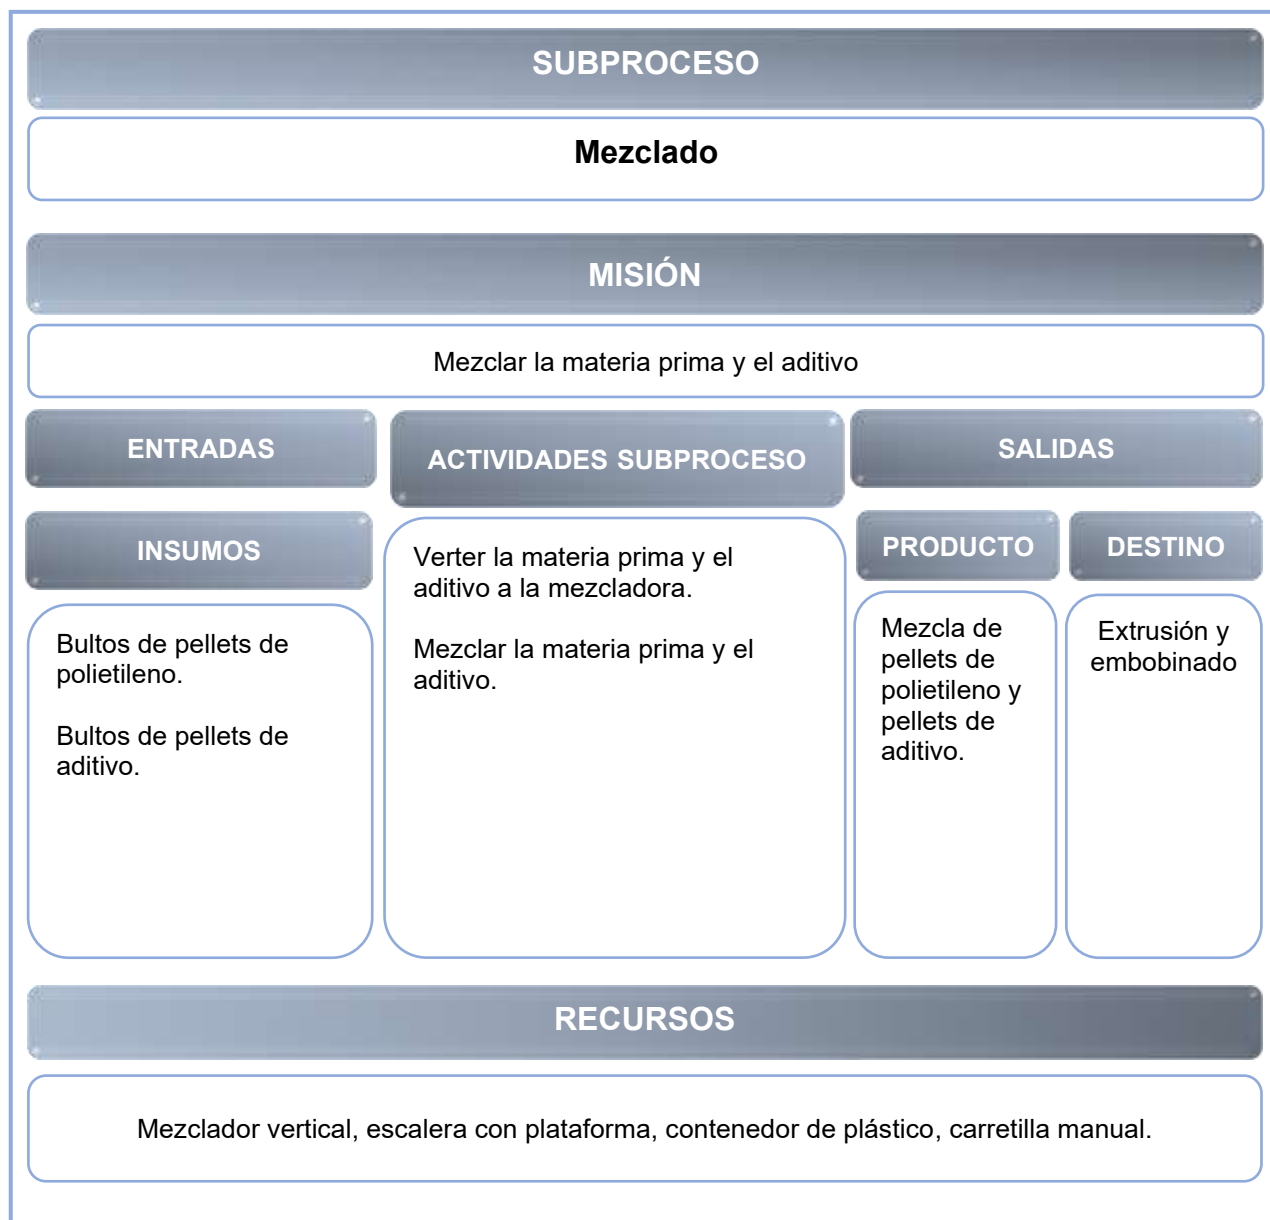 SUBPROCESO
Mezclado
MISIÓN
Mezclar la materia prima y el aditivo
ENTRADAS
ACTIVIDADES SUBPROCESO
SALIDAS
INSUMOS
Bultos de pellets de
polietileno.
Bultos de pellets de
aditivo.
Verter la materia prima y el
aditivo a la mezcladora.
Mezclar la materia prima y el
aditivo.
PRODUCTO
Mezcla de
pellets de
polietileno y
pellets de
aditivo.
DESTINO
Extrusión y
embobinado
RECURSOS
Mezclador vertical, escalera con plataforma, contenedor de plástico, carretilla manual.